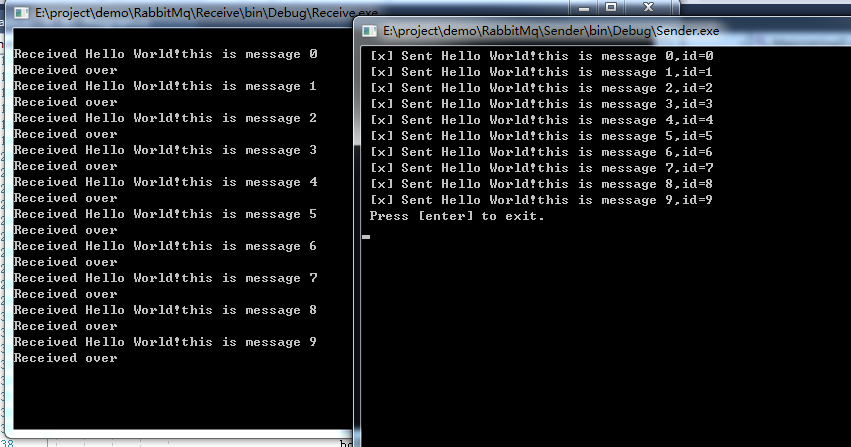 E:\project\demo\RabbitMq\Receive\bin\Debug\Receive.exe
Received Hello World!this is message 0
Received over
Received Hello World!this is message 1
Received over
Received Hello World!this is message 2
Received over
Received Hello World!this is message 3
Received over
Received Hello World!this is message 4
Received over
Received Hello World!this is message 5
Received over
Received Hello World!this is message 6
Received over
Received Hello World!this is message 7
Received over
Received Hello World!this is message 8
Received over
Received Hello World!this is message 9
Received over
E:\project\demo\RabbitMq\Sender\bin\Debug\Sender.exe
[x] Sent Hello World!this is message 0,id=0
[x] Sent Hello World!this is message 1,id=1
[x] Sent Hello World!this is message 2,id=2
[x] Sent Hello World!this is message 3,id=3
[x] Sent Hello World!this is message 4,id=4
[x] Sent Hello World!this is message 5,id=5
[x] Sent Hello World!this is message 6,id=6
[x] Sent Hello World!this is message 7,id=7
[x] Sent Hello World!this is message 8,id=8
[x] Sent Hello World!this is message 9,id=9
Press [enter] to exit.
38